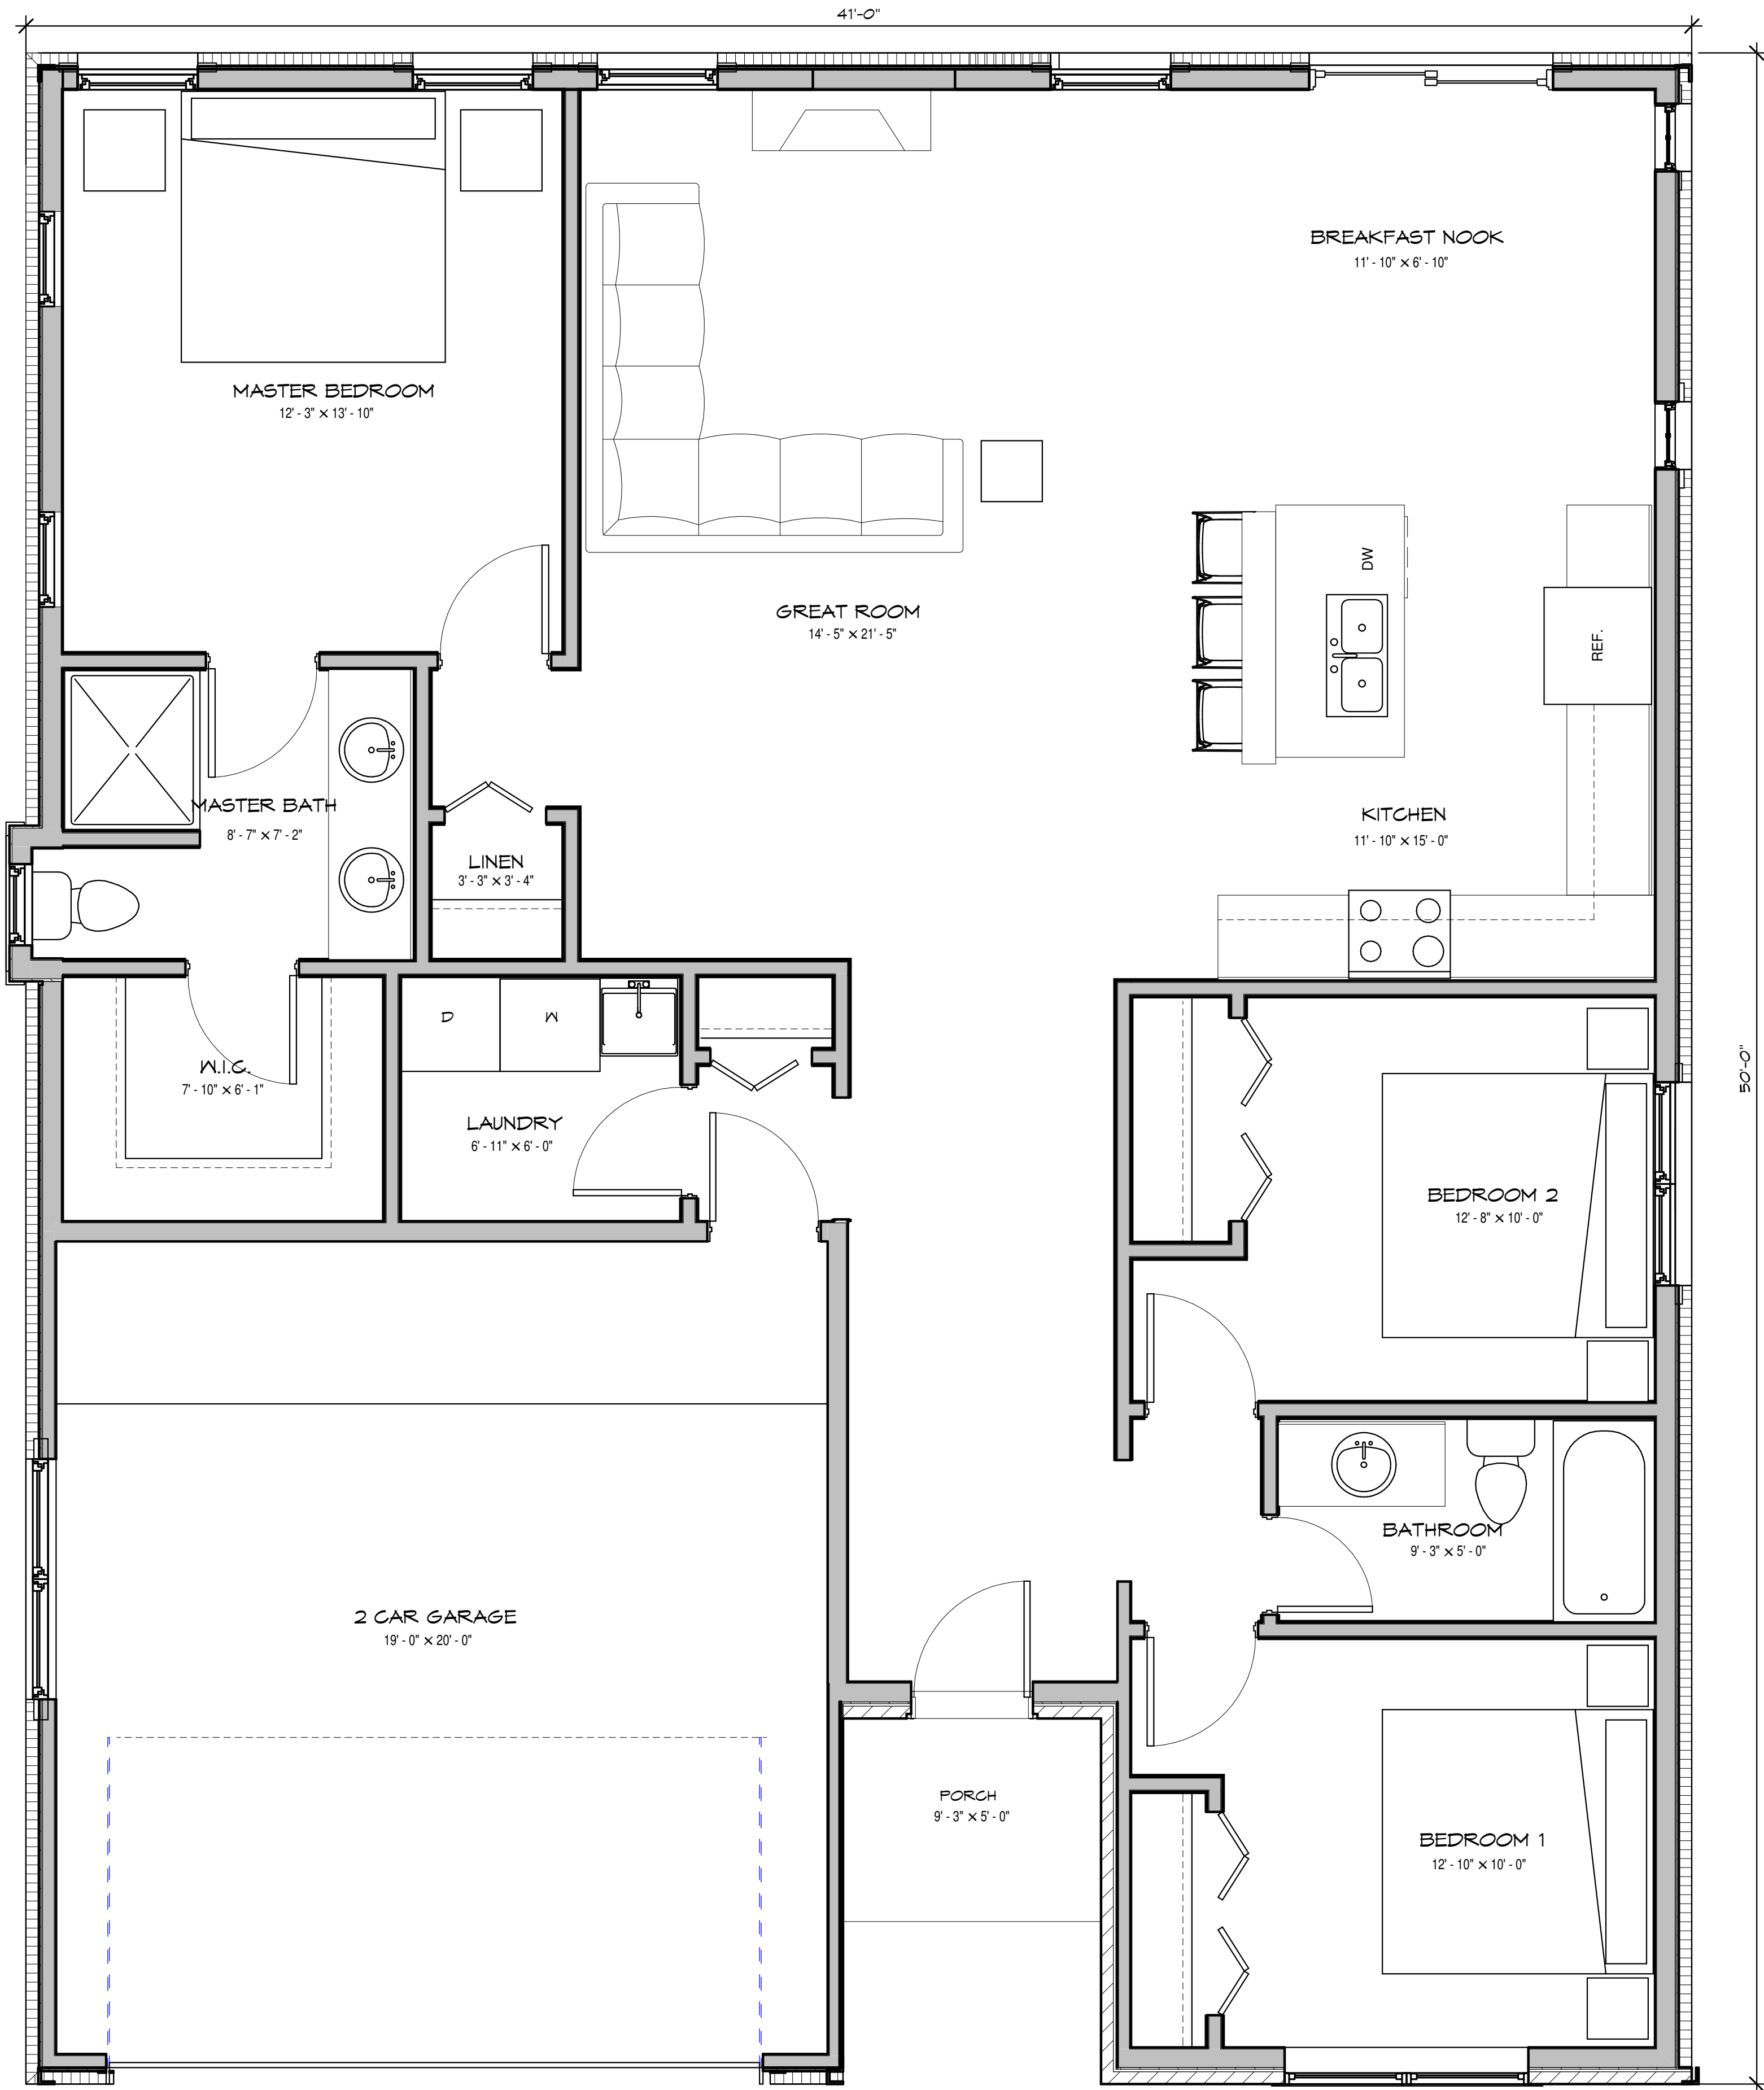 41'-0"
BREAKFAST NOOK
11' - 10" x 6' - 10"
MASTER BEDROOM
12' - 3" x 13' - 10"
DW
GREAT ROOM
14' - 5" x 21' - 5"
REF.
MASTER BATH
8' - 7" x 7' - 2"
KITCHEN
11' - 10" x 15' - 0"
LINEN
3' - 3" x 3' - 4"
D
W
W.I.C.
7' - 10" x 6' - 1"
50'-0"
LAUNDRY
6' - 11" x 6' - 0"
BEDROOM 2
12' - 8" x 10' - 0"
BATHROOM
9' - 3" x 5' - 0"
2 CAR GARAGE
19' - 0" x 20' - 0"
PORCH
9' - 3" x 5' - 0"
BEDROOM 1
12' - 10" x 10' - 0"